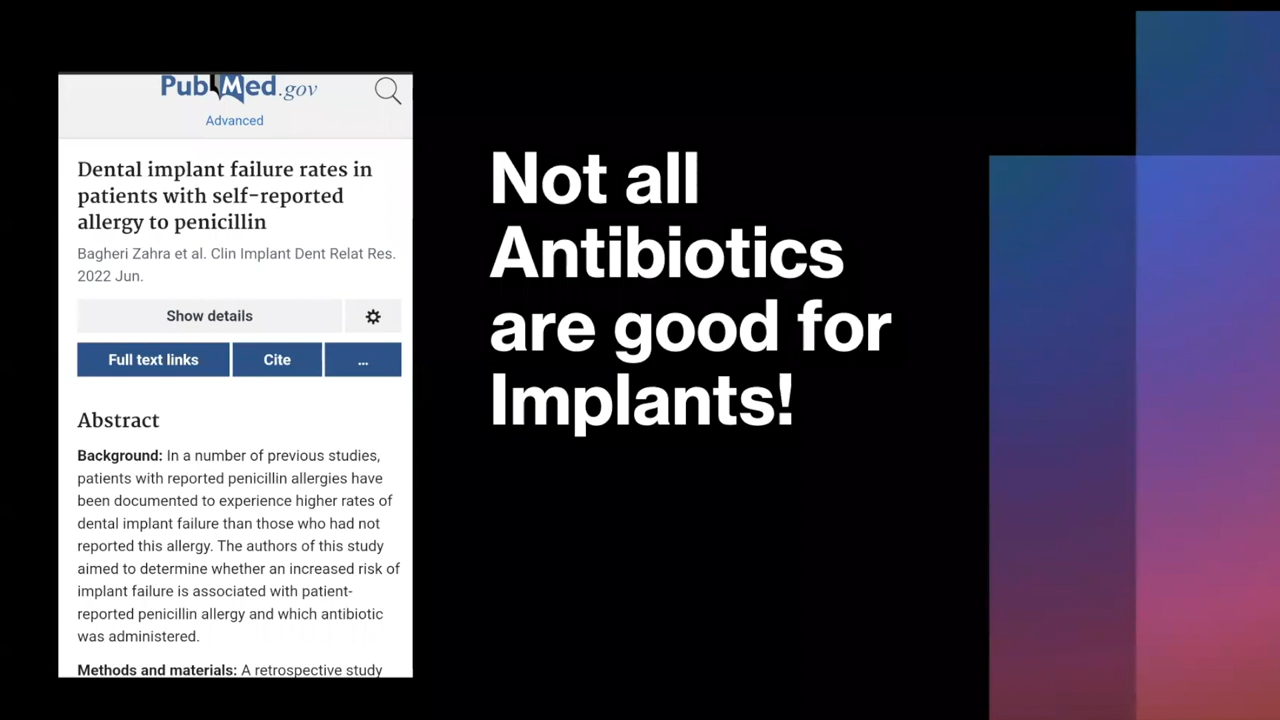 PubMed.gov
Advanced
Dental implant failure rates in
patients with self-reported
allergy to penicillin
Bagheri Zahra et al. Clin Implant Dent Relat Res.
2022 Jun.
Show details
Full text links
Cite
...
Abstract
Background: In a number of previous studies,
patients with reported penicillin allergies have
been documented to experience higher rates of
dental implant failure than those who had not
reported this allergy. The authors of this study
aimed to determine whether an increased risk of
implant failure is associated with patient-
reported penicillin allergy and which antibiotic
was administered.
Methods and materials: A retrospective study
Not all
Antibiotics
are good for
Implants!